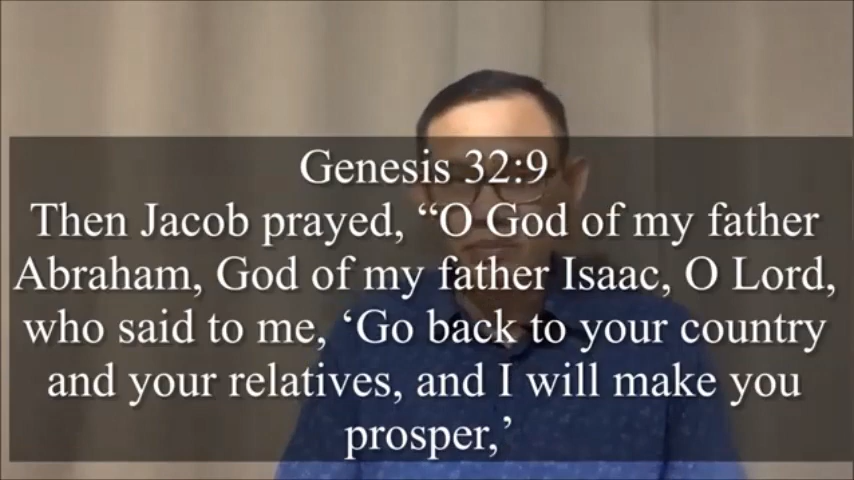 Genesis 32:9
Then Jacob prayed, “O God of my father
Abraham, God of my father Isaac, O Lord,
who said to me, ‘Go back to your country
and your relatives, and I will make you
prosper,’